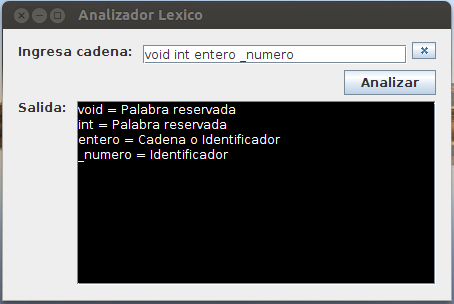 Analizador Lexico
Ingresa cadena: void int entero _numero
Analizar
Salida:
void = Palabra reservada
int = Palabra reservada
entero = Cadena o Identificador
_numero = Identificador